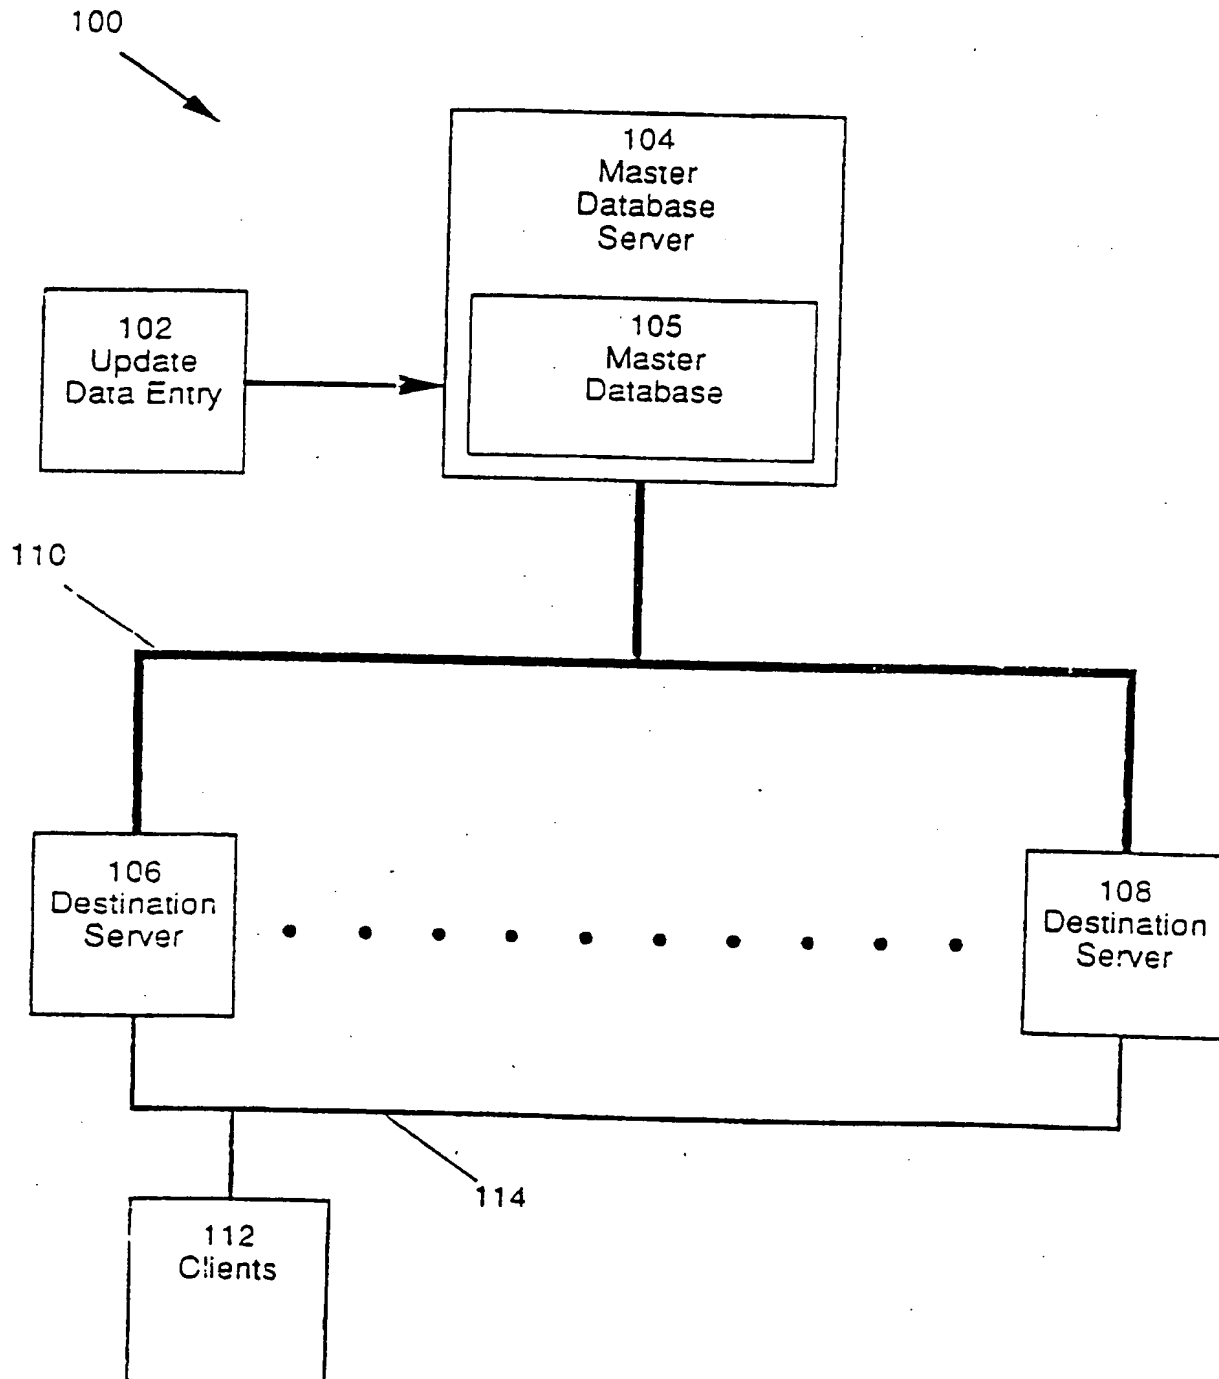 100
104
Master
Database
Server
102
Update
Data Entry
105
Master
Database
110
106
Destination
Server
108
Destination
Server
114
112
Clients